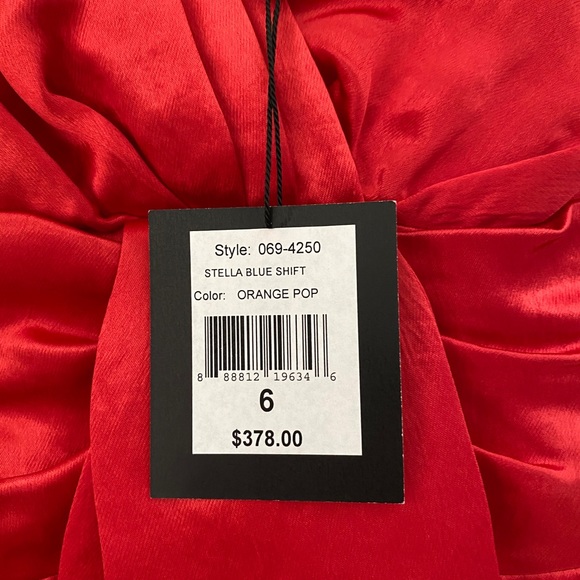 Style: 069-4250
STELLA BLUE SHIFT
Color: ORANGE POP
8 88812 19634 6
6
$378.00